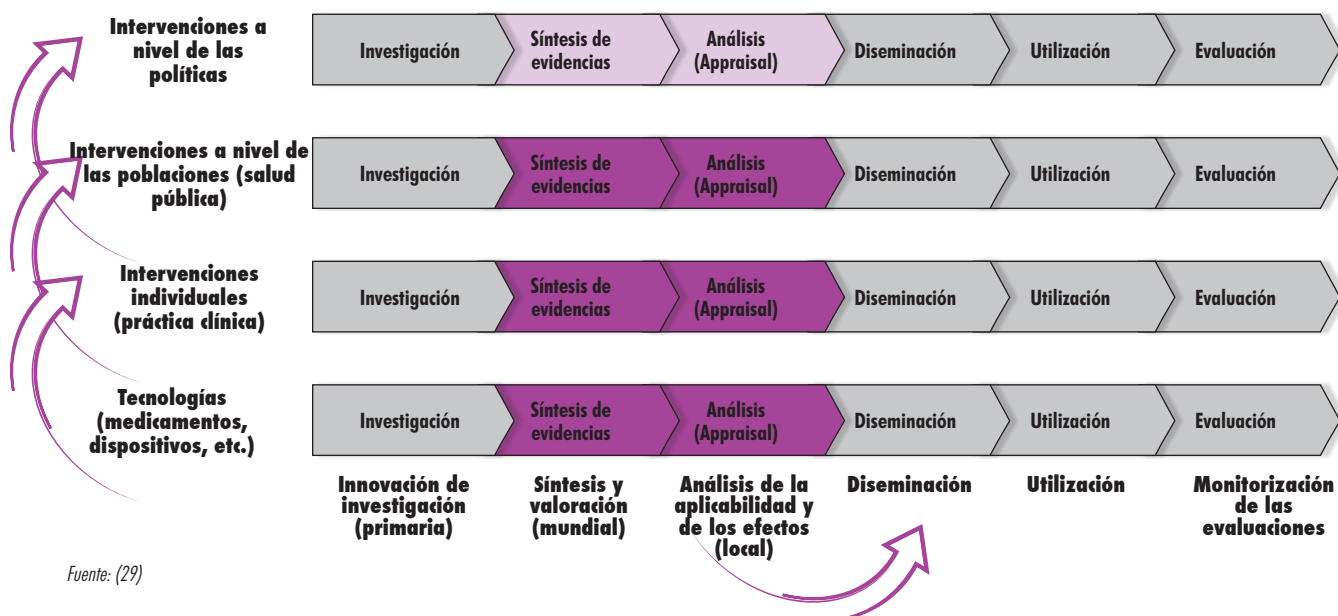 Intervenciones a
nivel de las
políticas
Investigación
Síntesis de
evidencias
Análisis
(Appraisal)
Diseminación
Utilización
Evaluación
Intervenciones a nivel de
las poblaciones (salud
pública)
Investigación
Síntesis de
evidencias
Análisis
(Appraisal)
Diseminación
Utilización
Evaluación
Intervenciones
individuales
(práctica clínica)
Investigación
Síntesis de
evidencias
Análisis
(Appraisal)
Diseminación
Utilización
Evaluación
Tecnologías
(medicamentos,
dispositivos, etc.)
Investigación
Síntesis de
evidencias
Análisis
(Appraisal)
Diseminación
Utilización
Evaluación
Innovación de
investigación
(primaria)
Síntesis y
valoración
(mundial)
Análisis de la
aplicabilidad y
de los efectos
(local)
Diseminación
Utilización
Monitorización
de las
evaluaciones
Fuente: (29)